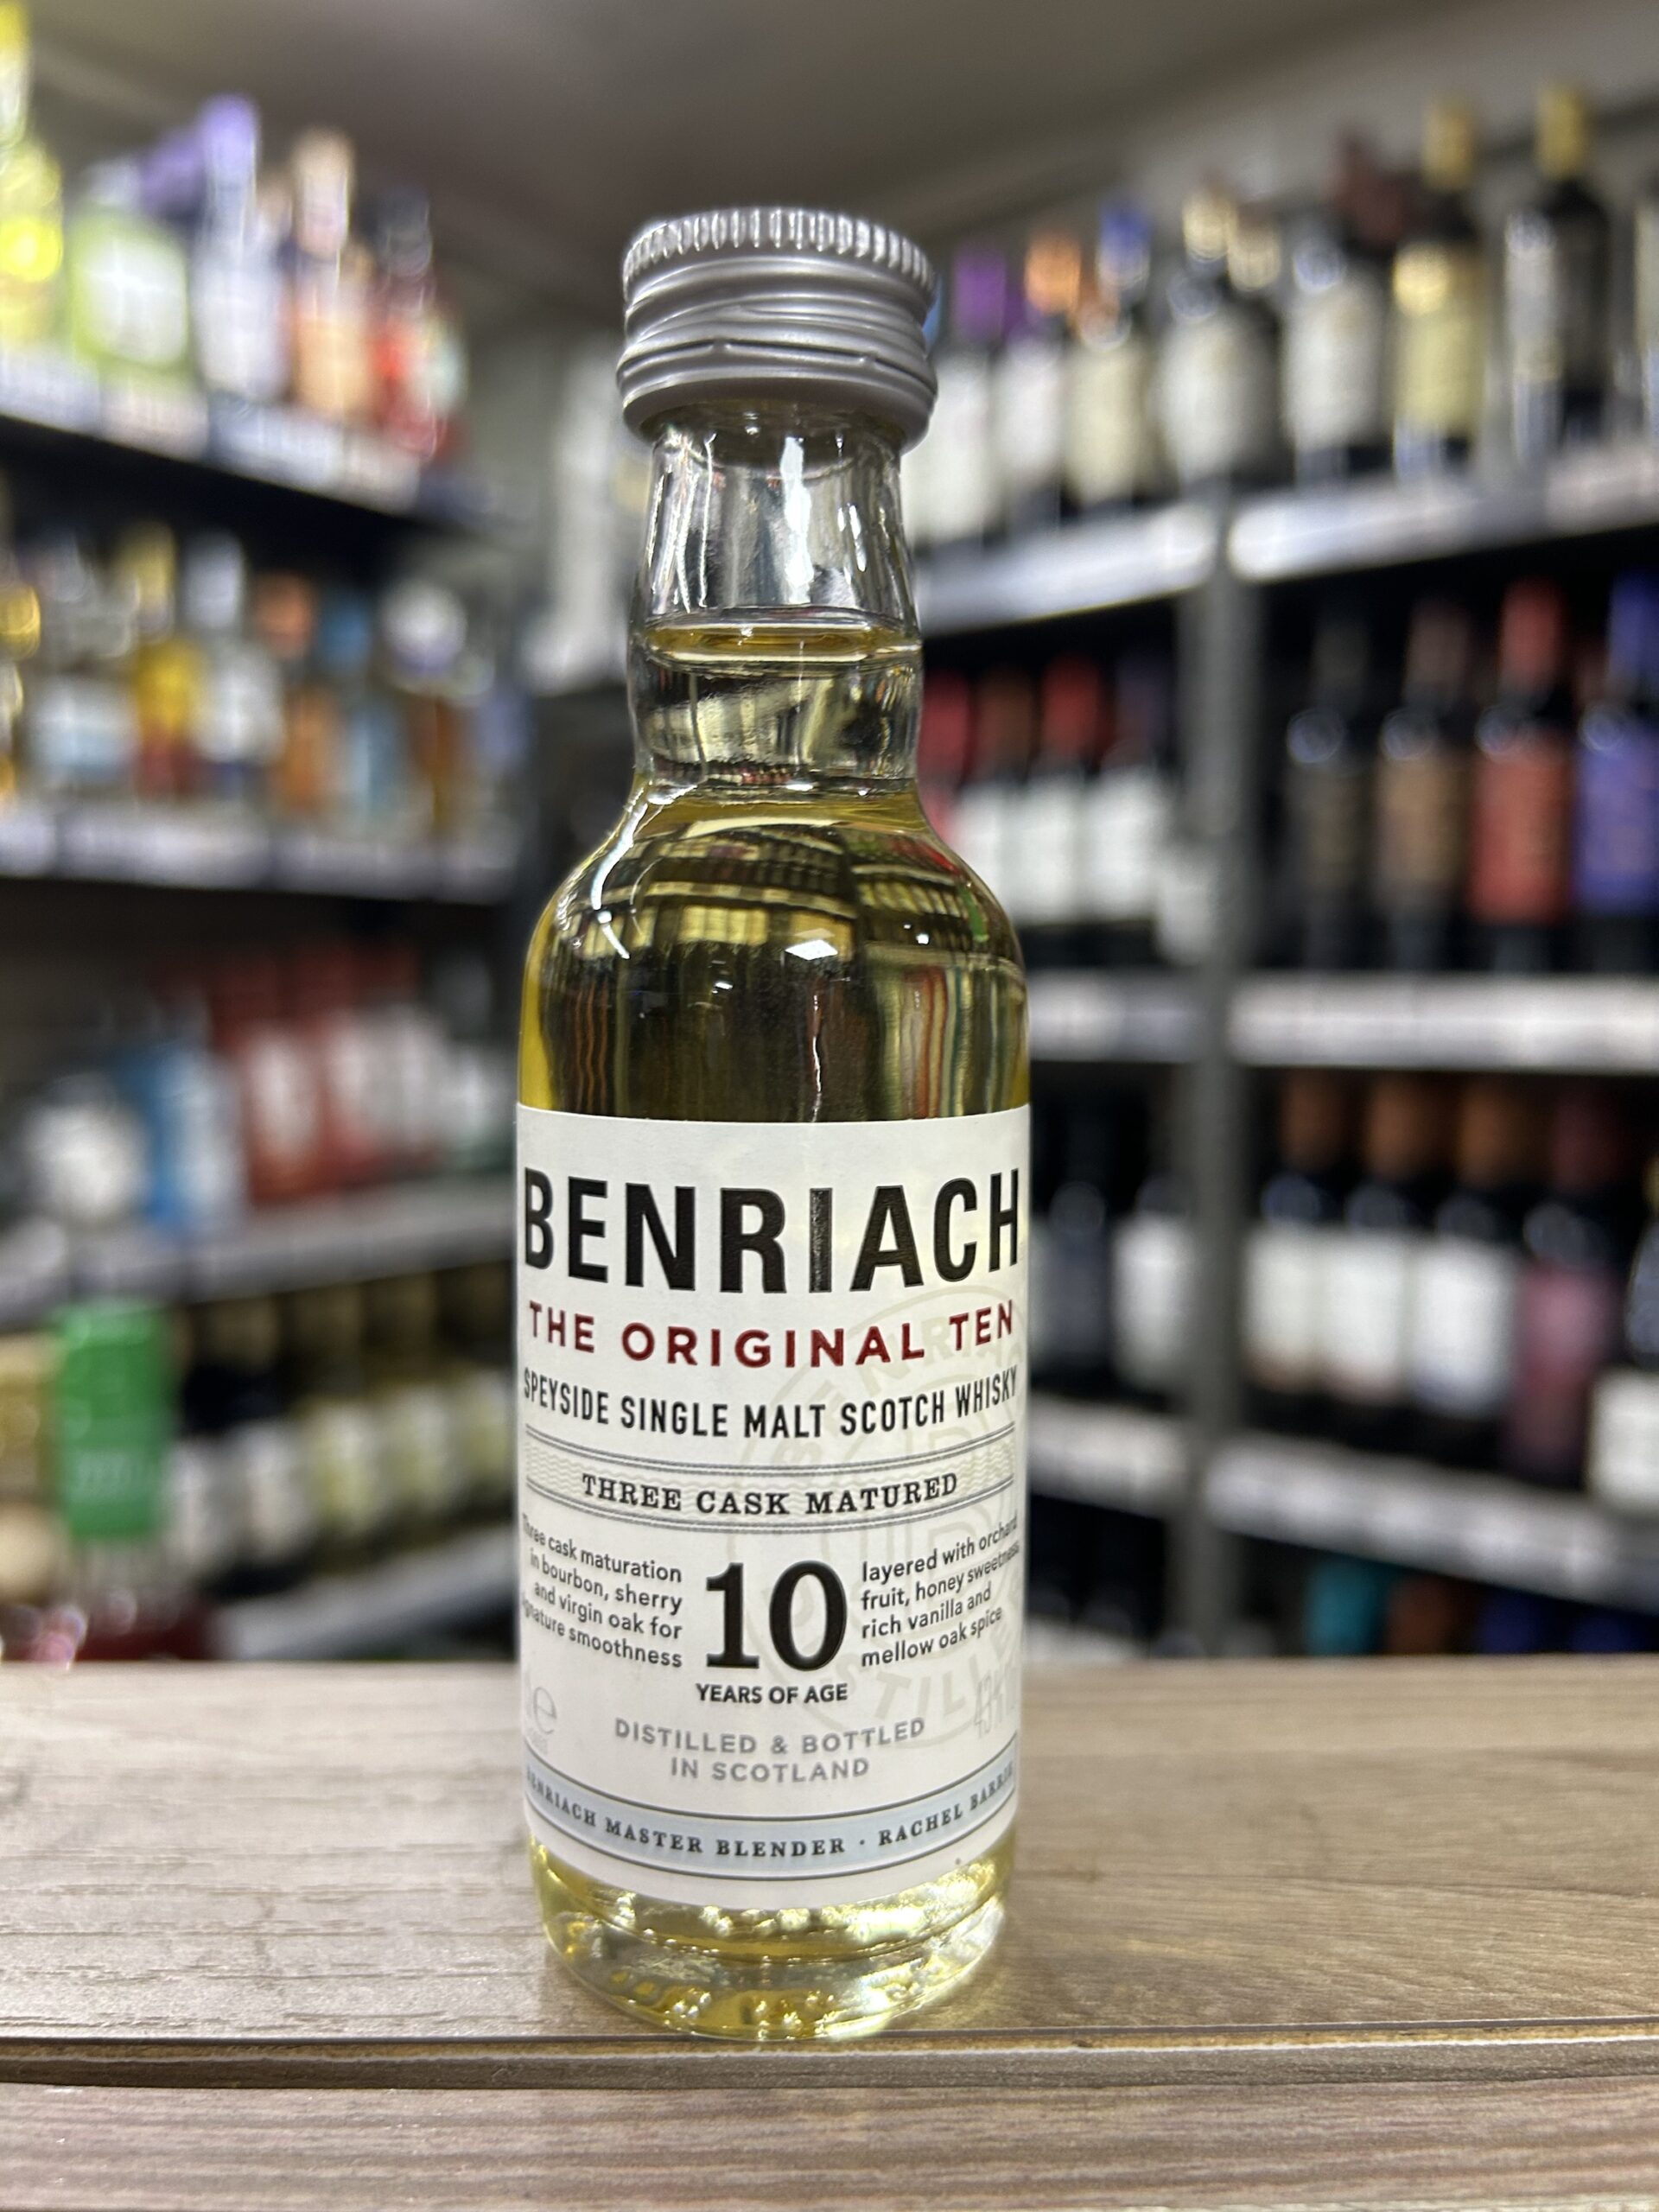 BENRIACH
THE ORIGINAL TEN
SPEYSIDE SINGLE MALT SCOTCH WHISKY
THREE CASK MATURED
Three cask maturation
in bourbon, sherry
and virgin oak for
signature smoothness
10
YEARS OF AGE
layered with orchard
fruit, honey sweetness
rich vanilla and
mellow oak spice
e
43%
DISTILLED & BOTTLED
IN SCOTLAND
BENRIACH MASTER BLENDER · RACHEL BARRIE